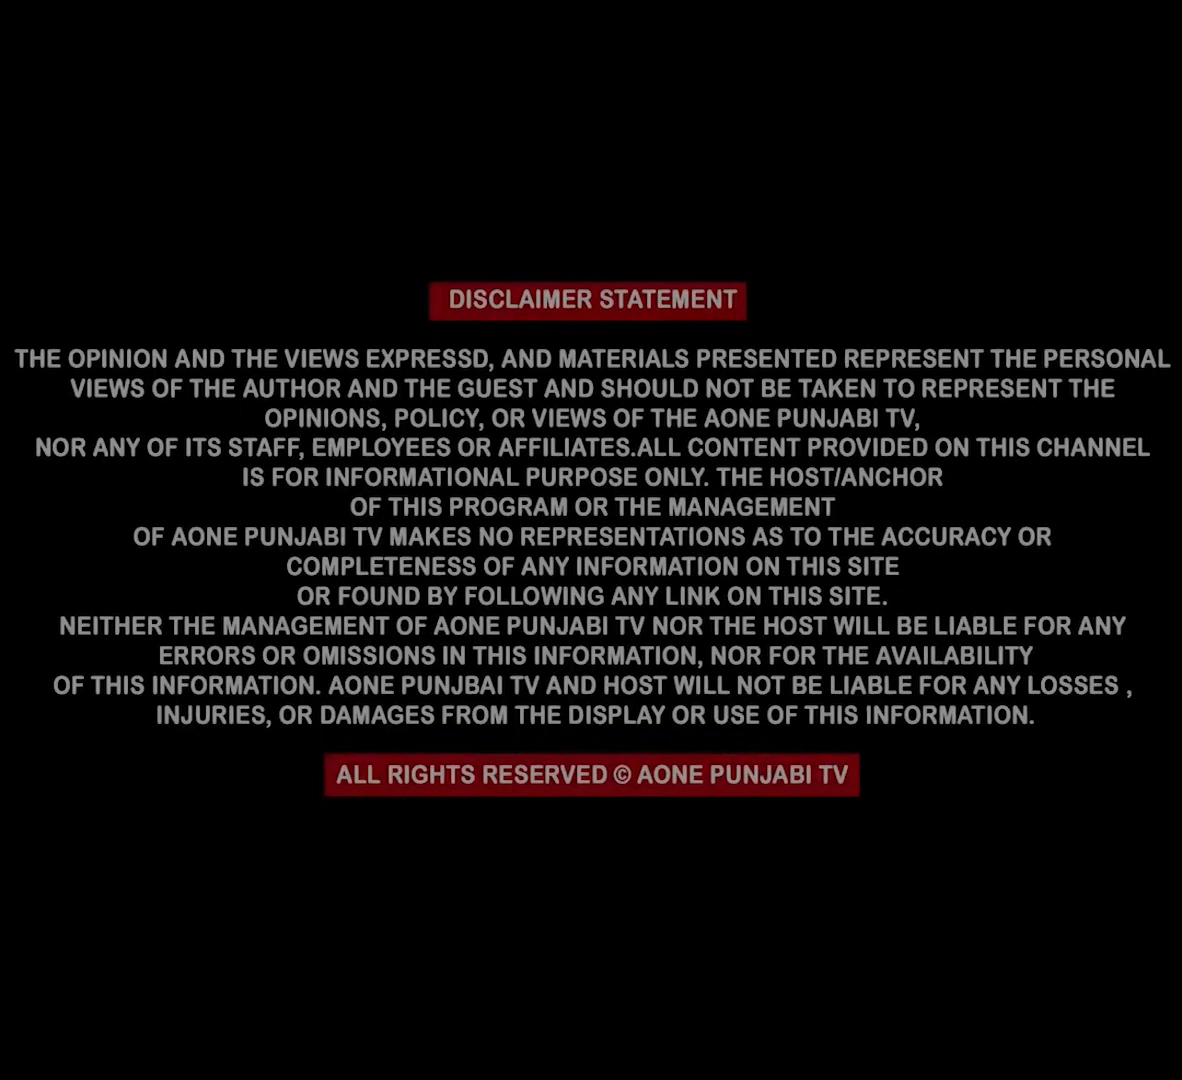 DISCLAIMER STATEMENT
THE OPINION AND THE VIEWS EXPRESSD, AND MATERIALS PRESENTED REPRESENT THE PERSONAL
VIEWS OF THE AUTHOR AND THE GUEST AND SHOULD NOT BE TAKEN TO REPRESENT THE
OPINIONS, POLICY, OR VIEWS OF THE AONE PUNJABI TV,
NOR ANY OF ITS STAFF, EMPLOYEES OR AFFILIATES.ALL CONTENT PROVIDED ON THIS CHANNEL
IS FOR INFORMATIONAL PURPOSE ONLY. THE HOST/ANCHOR
OF THIS PROGRAM OR THE MANAGEMENT
OF AONE PUNJABI TV MAKES NO REPRESENTATIONS AS TO THE ACCURACY OR
COMPLETENESS OF ANY INFORMATION ON THIS SITE
OR FOUND BY FOLLOWING ANY LINK ON THIS SITE.
NEITHER THE MANAGEMENT OF AONE PUNJABI TV NOR THE HOST WILL BE LIABLE FOR ANY
ERRORS OR OMISSIONS IN THIS INFORMATION, NOR FOR THE AVAILABILITY
OF THIS INFORMATION. AONE PUNJBAI TV AND HOST WILL NOT BE LIABLE FOR ANY LOSSES ,
INJURIES, OR DAMAGES FROM THE DISPLAY OR USE OF THIS INFORMATION.
ALL RIGHTS RESERVED © AONE PUNJABI TV